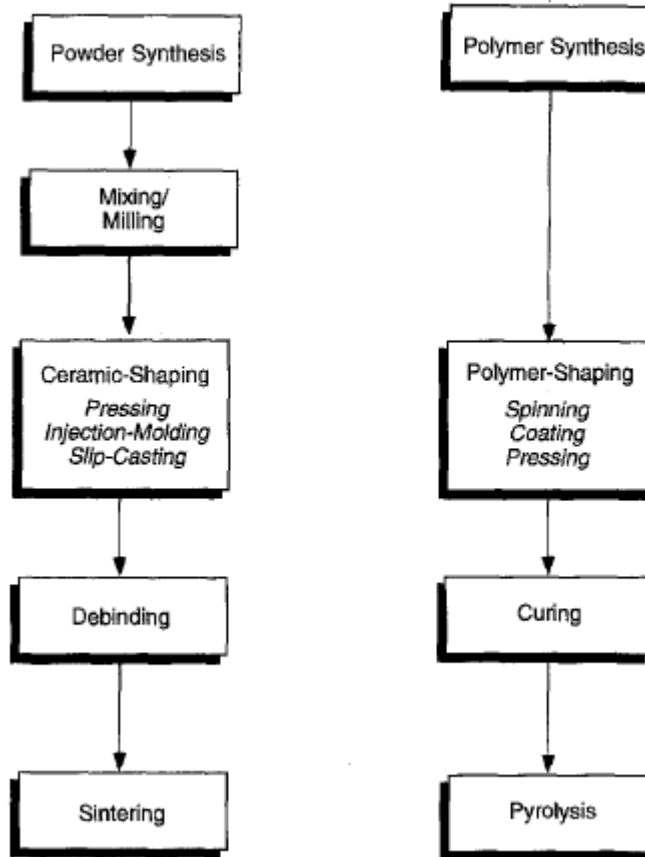 Powder Synthesis
Mixing/
Milling
Ceramic-Shaping
Pressing
Injection-Molding
Slip-Casting
Debinding
Sintering
Polymer Synthesis
Polymer-Shaping
Spinning
Coating
Pressing
Curing
Pyrolysis